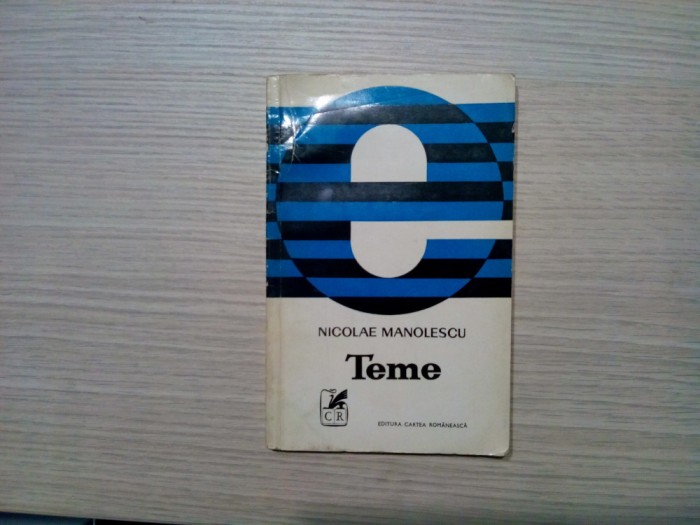 e
NICOLAE MANOLESCU
Teme
CR
EDITURA CARTEA ROMÂNEASCĂ